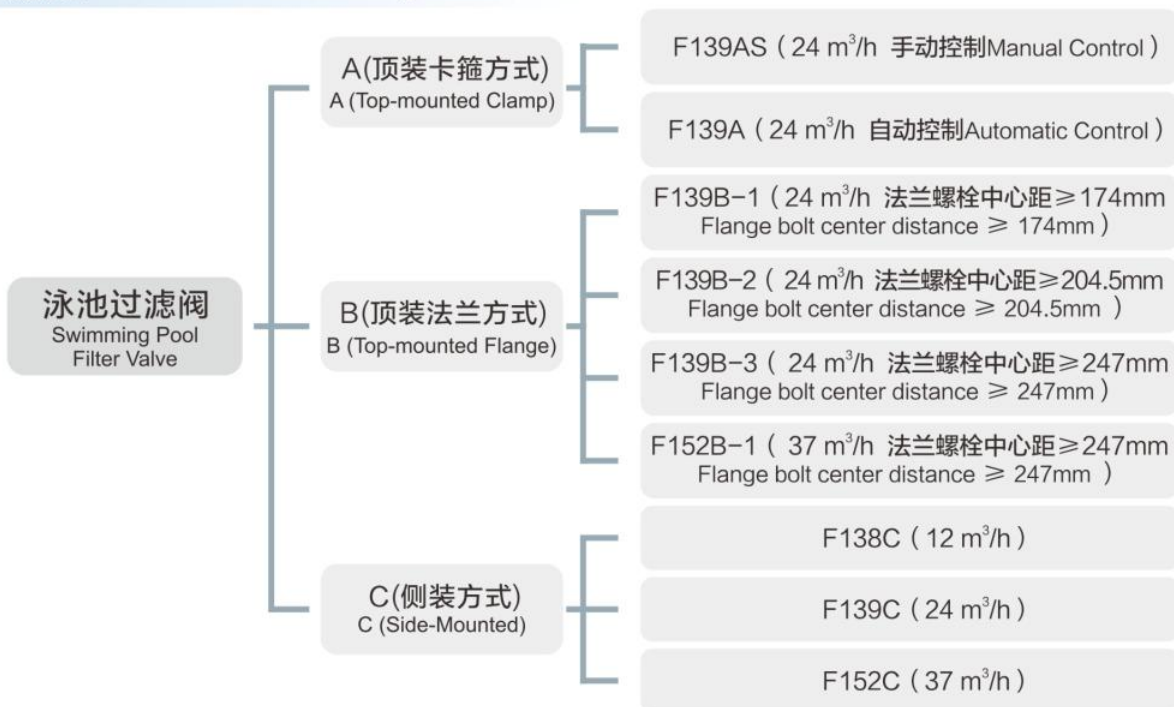 泳池过滤阀
Swimming Pool
Filter Valve
A(顶装卡箍方式)
A (Top-mounted Clamp)
F139AS ( 24 m³/h 手动控制Manual Control )
F139A ( 24 m³/h 自动控制Automatic Control )
B(顶装法兰方式)
B (Top-mounted Flange)
F139B-1 ( 24 m³/h 法兰螺栓中心距≥174mm
Flange bolt center distance ≥ 174mm )
F139B-2 ( 24 m³/h 法兰螺栓中心距≥204.5mm
Flange bolt center distance ≥ 204.5mm )
F139B-3 ( 24 m³/h 法兰螺栓中心距≥247mm
Flange bolt center distance ≥ 247mm )
F152B-1 ( 37 m³/h 法兰螺栓中心距≥247mm
Flange bolt center distance ≥ 247mm )
C(侧装方式)
C (Side-Mounted)
F138C ( 12 m³/h )
F139C ( 24 m³/h )
F152C ( 37 m³/h )